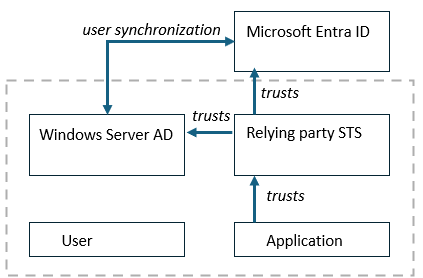 user synchronization
Microsoft Entra ID
trusts
trusts
Windows Server AD
Relying party STS
trusts
User
Application